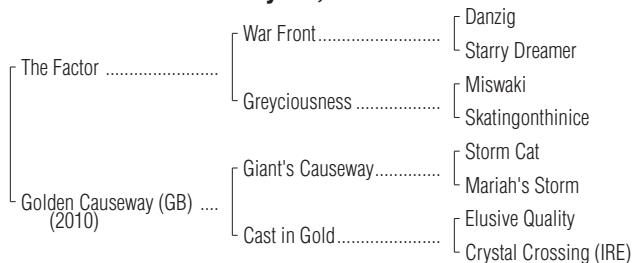 Danzig
War Front..................
Starry Dreamer
The Factor ........................
Miswaki
Greyciousness ..................
Skatingonthinice
Storm Cat
Giant's Causeway..............
Mariah's Storm
Golden Causeway (GB) ....
(2010)
Elusive Quality
Cast in Gold......................
Crystal Crossing (IRE)